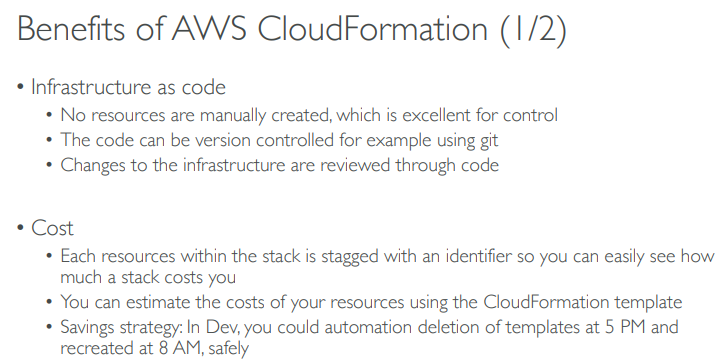 Benefits of AWS CloudFormation (1/2)
• Infrastructure as code
• No resources are manually created, which is excellent for control
• The code can be version controlled for example using git
• Changes to the infrastructure are reviewed through code
• Cost
• Each resources within the stack is stagged with an identifier so you can easily see how
much a stack costs you
• You can estimate the costs of your resources using the CloudFormation template
• Savings strategy: In Dev, you could automation deletion of templates at 5 PM and
recreated at 8 AM, safely